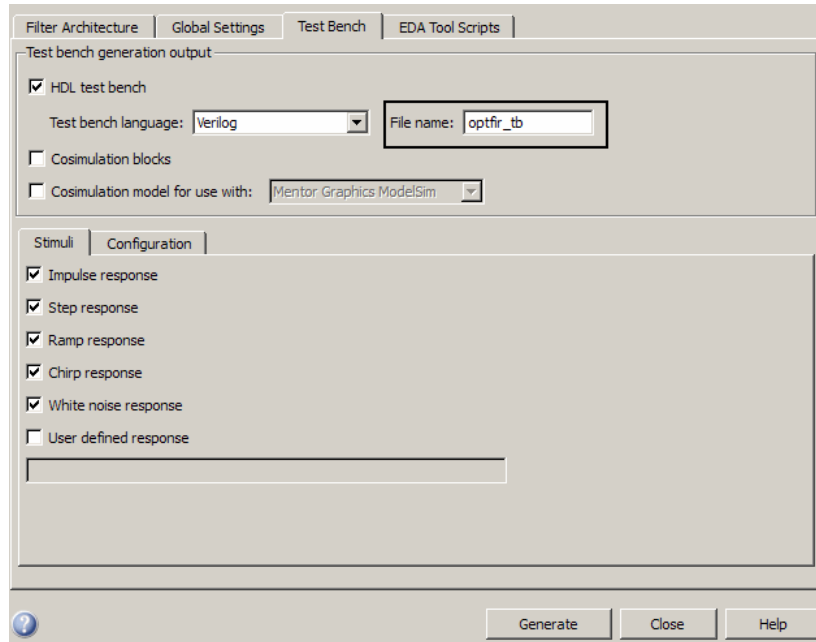 Filter Architecture Global Settings Test Bench EDA Tool Scripts
Test bench generation output
HDL test bench
Test bench language: Verilog File name: optfir_tb
Cosimulation blocks
Cosimulation model for use with: Mentor Graphics ModelSim
Stimuli Configuration
Impulse response
Step response
Ramp response
Chirp response
White noise response
User defined response
? Generate Close Help